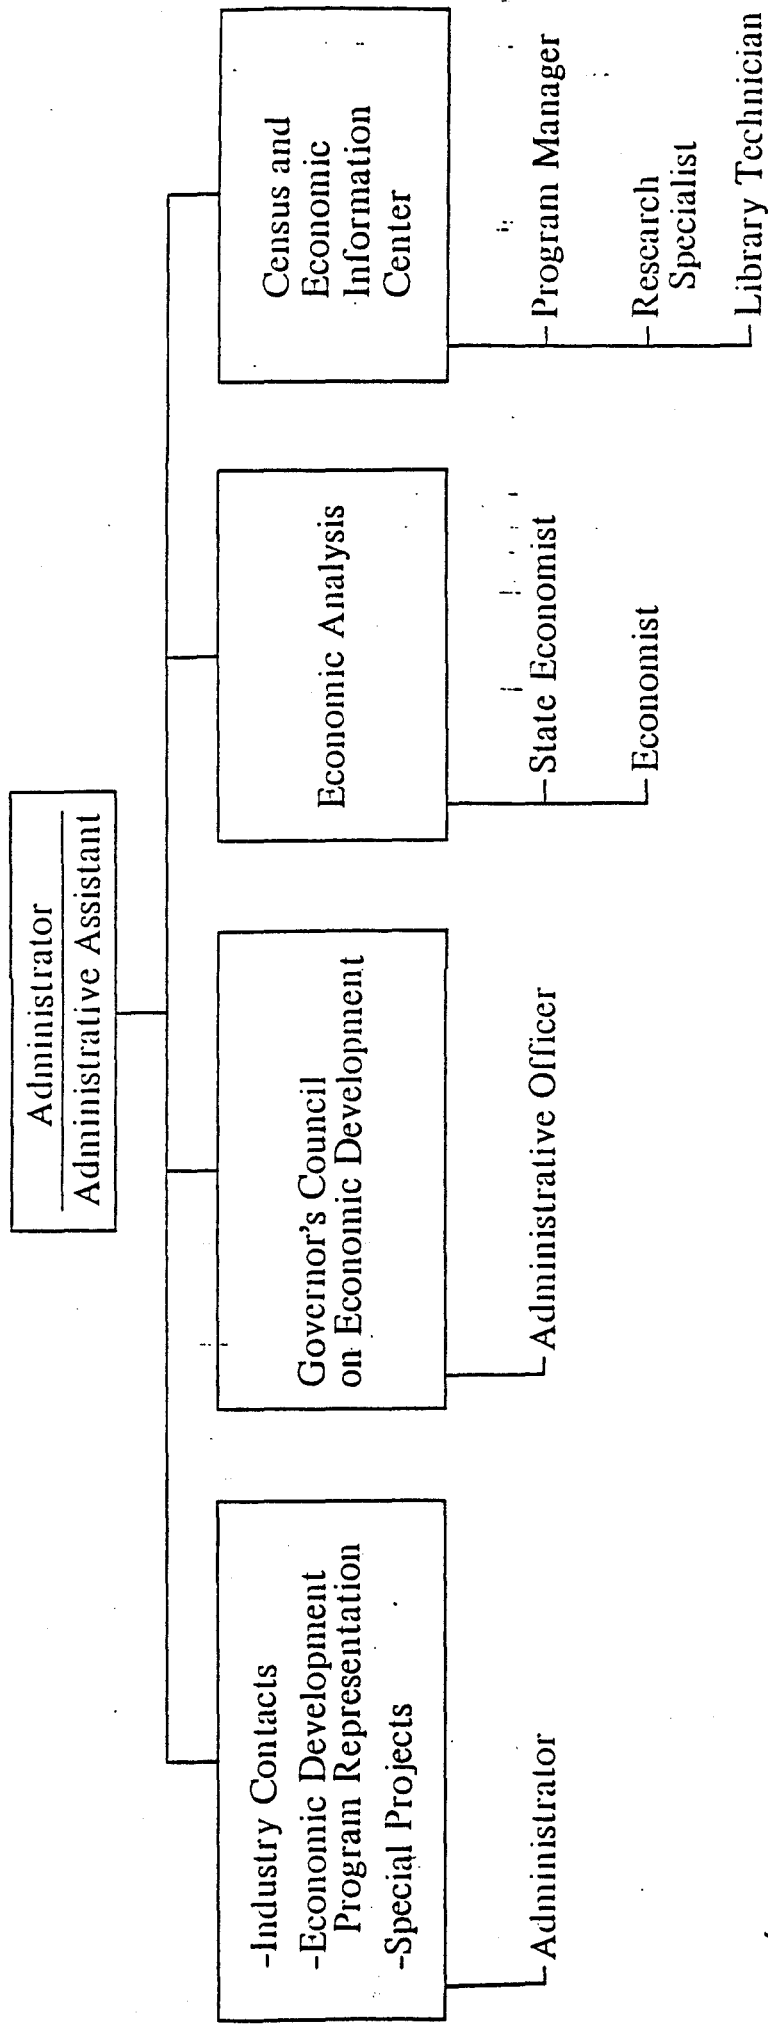 Administrator
Administrative Assistant
-Industry Contacts
-Economic Development
Program Representation
-Special Projects
Administrator
Governor's Council
on Economic Development
Administrative Officer
Economic Analysis
State Economist
Economist
Census and
Economic
Information
Center
Program Manager
Research
Specialist
Library Technician